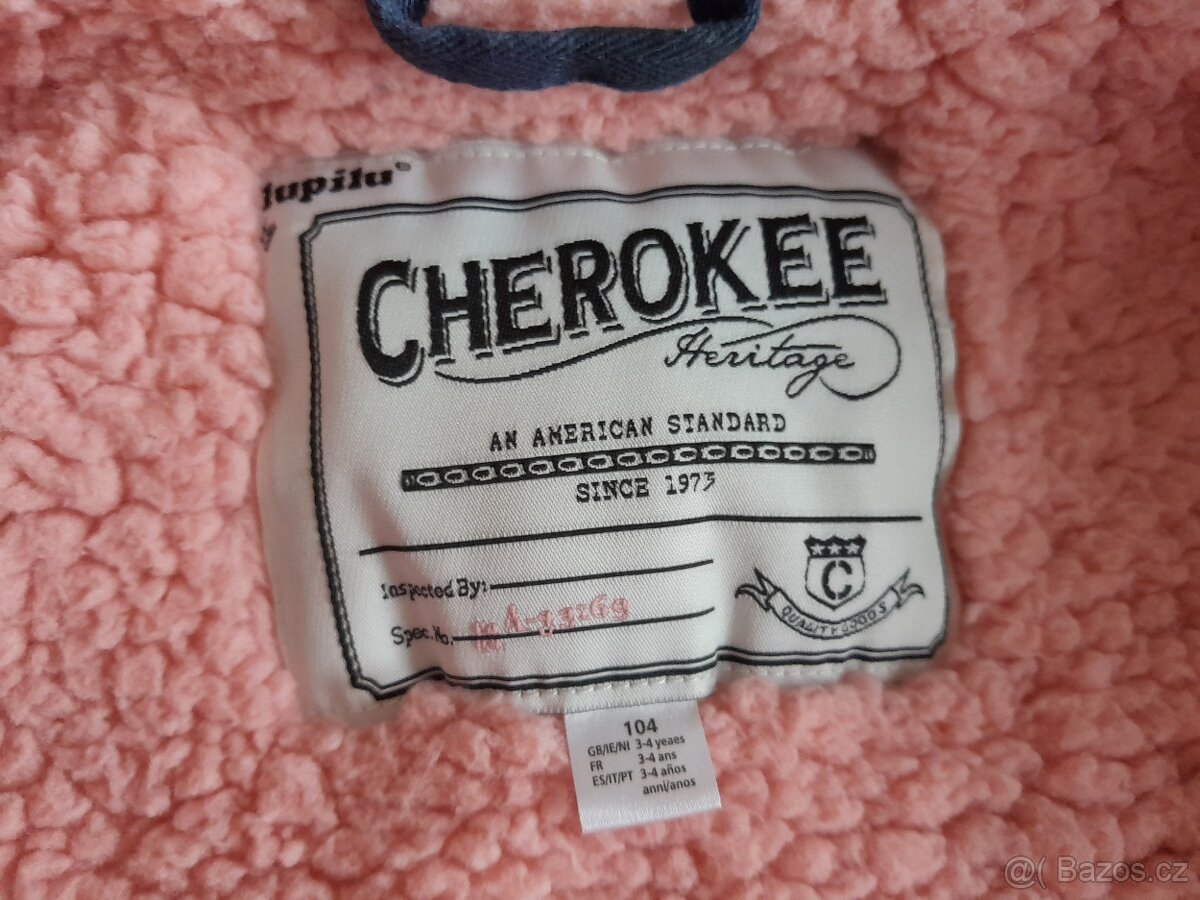 lupilu®
by
CHEROKEE
Heritage
AN AMERICAN STANDARD
SINCE 1973
Inspected By:
Spec. No.
C
QUALITY GOODS
104
GB/IE/NI 3-4 yeaes
FR 3-4 ans
ES/IT/PT 3-4 años
anni/anos
@( Bazos.cz